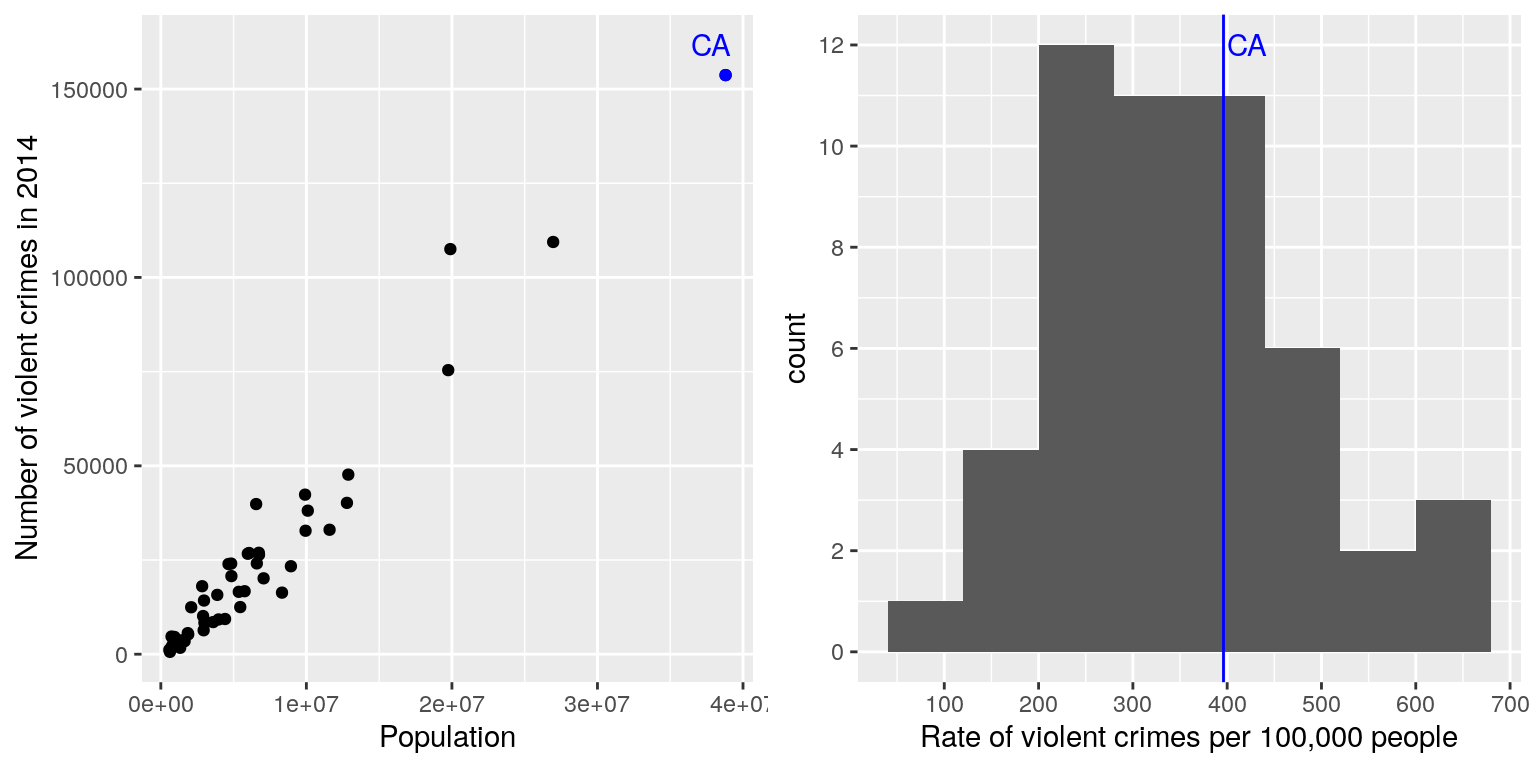 CA
150000
100000
50000
0
0e+00 1e+07 2e+07 3e+07 4e+0
Population
Number of violent crimes in 2014
CA
12
10
8
6
4
2
0
100 200 300 400 500 600 700
Rate of violent crimes per 100,000 people
count